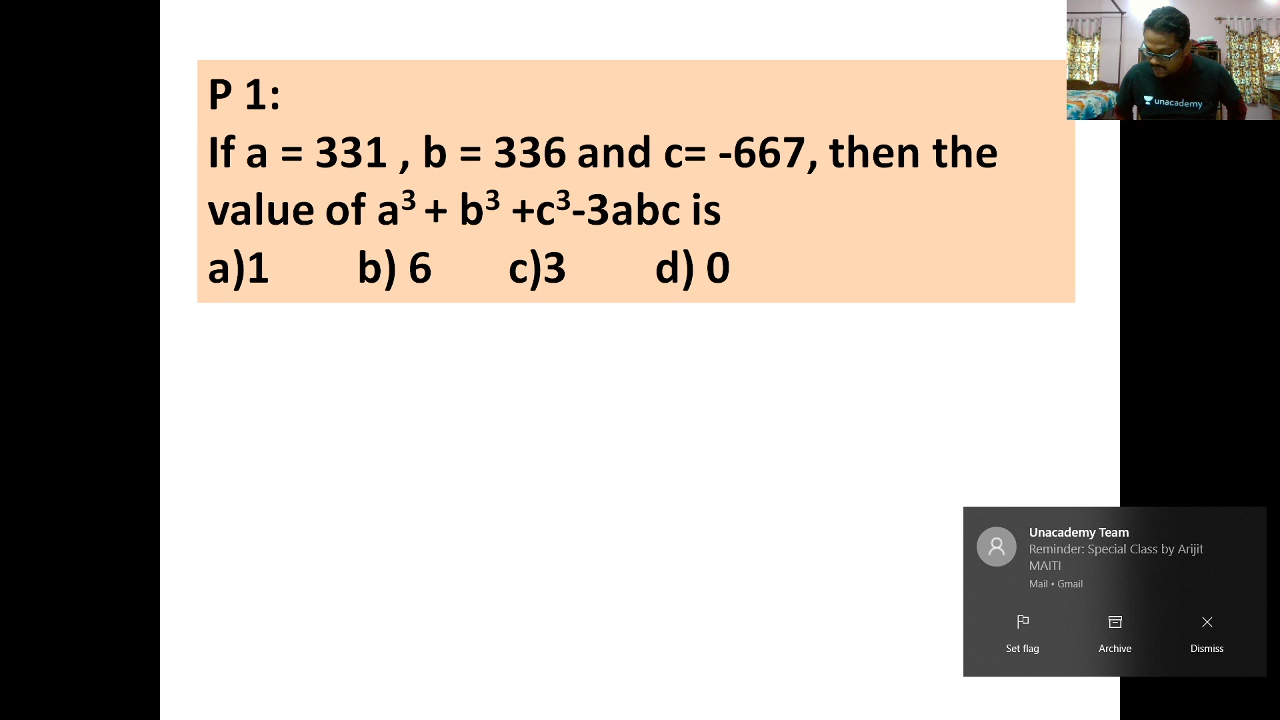 P 1:
If a = 331 , b = 336 and c= -667, then the
value of a³ + b³ +c³-3abc is
a)1 b) 6 c)3 d) 0
unacademy
Unacademy Team
Reminder: Special Class by Arijit
MAITI
Mail • Gmail
Set flag Archive Dismiss